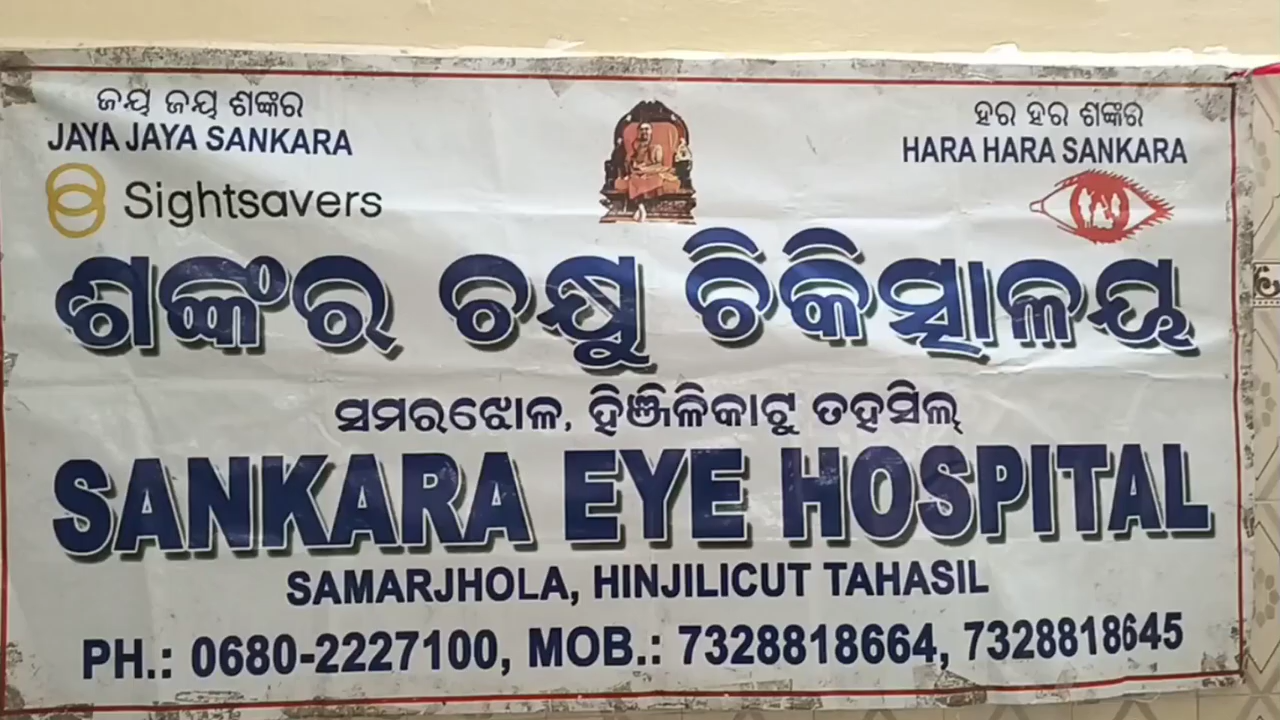 ଜୟ ଜୟ ଶଙ୍କର
JAYA JAYA SANKARA
ହର ହର ଶଙ୍କର
HARA HARA SANKARA
Sightsavers
ଶଙ୍କର ଚକ୍ଷୁ ଚିକିତ୍ସାଳୟ
ସମରଝୋଳ, ହିଞ୍ଜିଳିକାଟୁ ତହସିଲ୍
SANKARA EYE HOSPITAL
SAMARJHOLA, HINJILICUT TAHASIL
PH.: 0680-2227100, MOB.: 7328818664, 7328818645